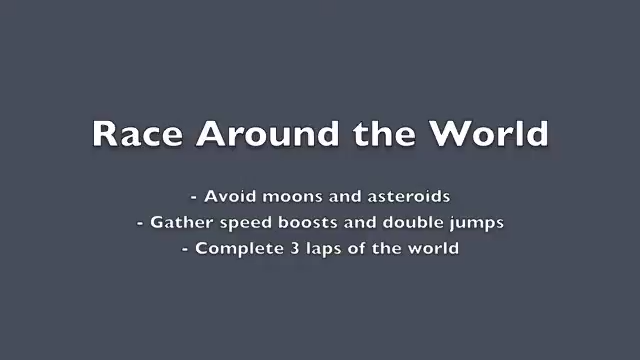 Race Around the World
- Avoid moons and asteroids
- Gather speed boosts and double jumps
- Complete 3 laps of the world